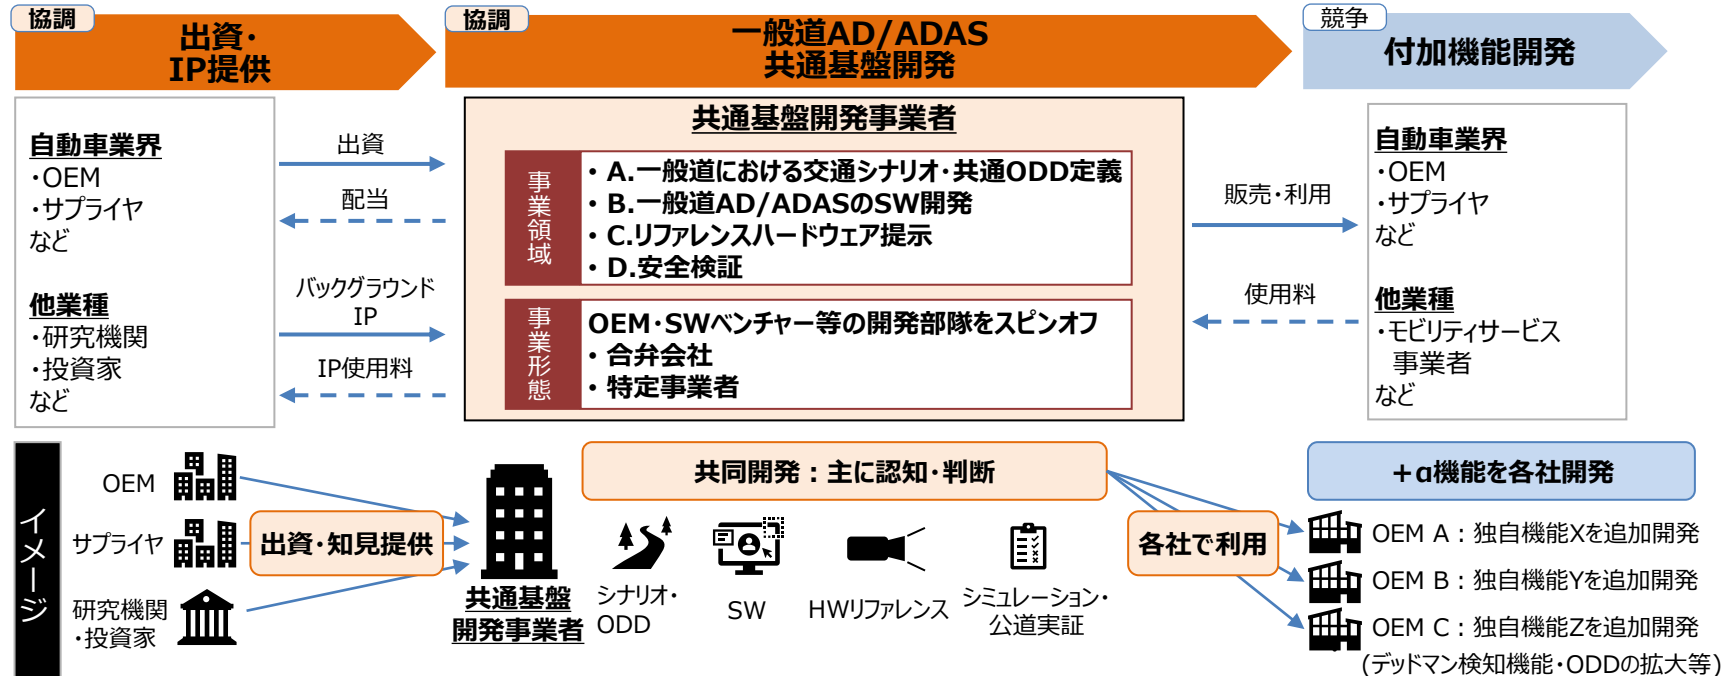 協調
出資・
IP提供
協調
一般道AD/ADAS
共通基盤開発
競争
付加機能開発
自動車業界
・OEM
・サプライヤ
など
他業種
・研究機関
・投資家
など
出資
配当
バックグラウンド
IP
IP使用料
共通基盤開発事業者
事業領域
・A.一般道における交通シナリオ・共通ODD定義
・B.一般道AD/ADASのSW開発
・C.リファレンスハードウェア提示
・D.安全検証
事業形態
OEM・SWベンチャー等の開発部隊をスピンオフ
・合弁会社
・特定事業者
販売・利用
使用料
自動車業界
・OEM
・サプライヤ
など
他業種
・モビリティサービス
事業者
など
イメージ
OEM
サプライヤ
研究機関
・投資家
出資・知見提供
共通基盤
開発事業者
共同開発：主に認知・判断
シナリオ・
ODD
SW
HWリファレンス
シミュレーション・
公道実証
各社で利用
+α機能を各社開発
OEM A：独自機能Xを追加開発
OEM B：独自機能Yを追加開発
OEM C：独自機能Zを追加開発
(デッドマン検知機能・ODDの拡大等)